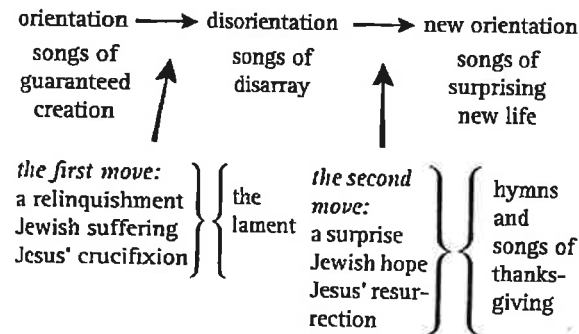 orientation disorientation new orientation
songs of
guaranteed
creation
songs of
disarray
songs of
surprising
new life
the first move:
a relinquishment
Jewish suffering
Jesus' crucifixion
the
lament
the second
move:
a surprise
Jewish hope
Jesus' resur-
rection
hymns
and
songs of
thanks-
giving